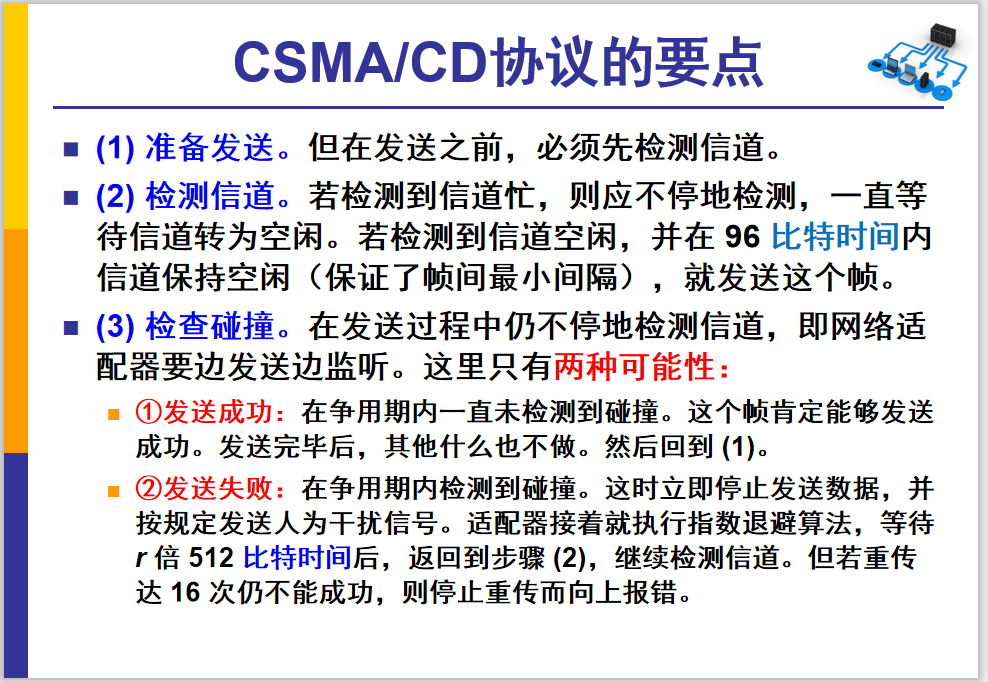 CSMA/CD协议的要点
(1) 准备发送。但在发送之前，必须先检测信道。
(2) 检测信道。若检测到信道忙，则应不停地检测，一直等
待信道转为空闲。若检测到信道空闲，并在 96 比特时间内
信道保持空闲（保证了帧间最小间隔），就发送这个帧。
(3) 检查碰撞。在发送过程中仍不停地检测信道，即网络适
配器要边发送边监听。这里只有两种可能性：
①发送成功：在争用期内一直未检测到碰撞。这个帧肯定能够发送
成功。发送完毕后，其他什么也不做。然后回到 (1)。
②发送失败：在争用期内检测到碰撞。这时立即停止发送数据，并
按规定发送人为干扰信号。适配器接着就执行指数退避算法，等待
r 倍 512 比特时间后，返回到步骤 (2)，继续检测信道。但若重传
达 16 次仍不能成功，则停止重传而向上报错。